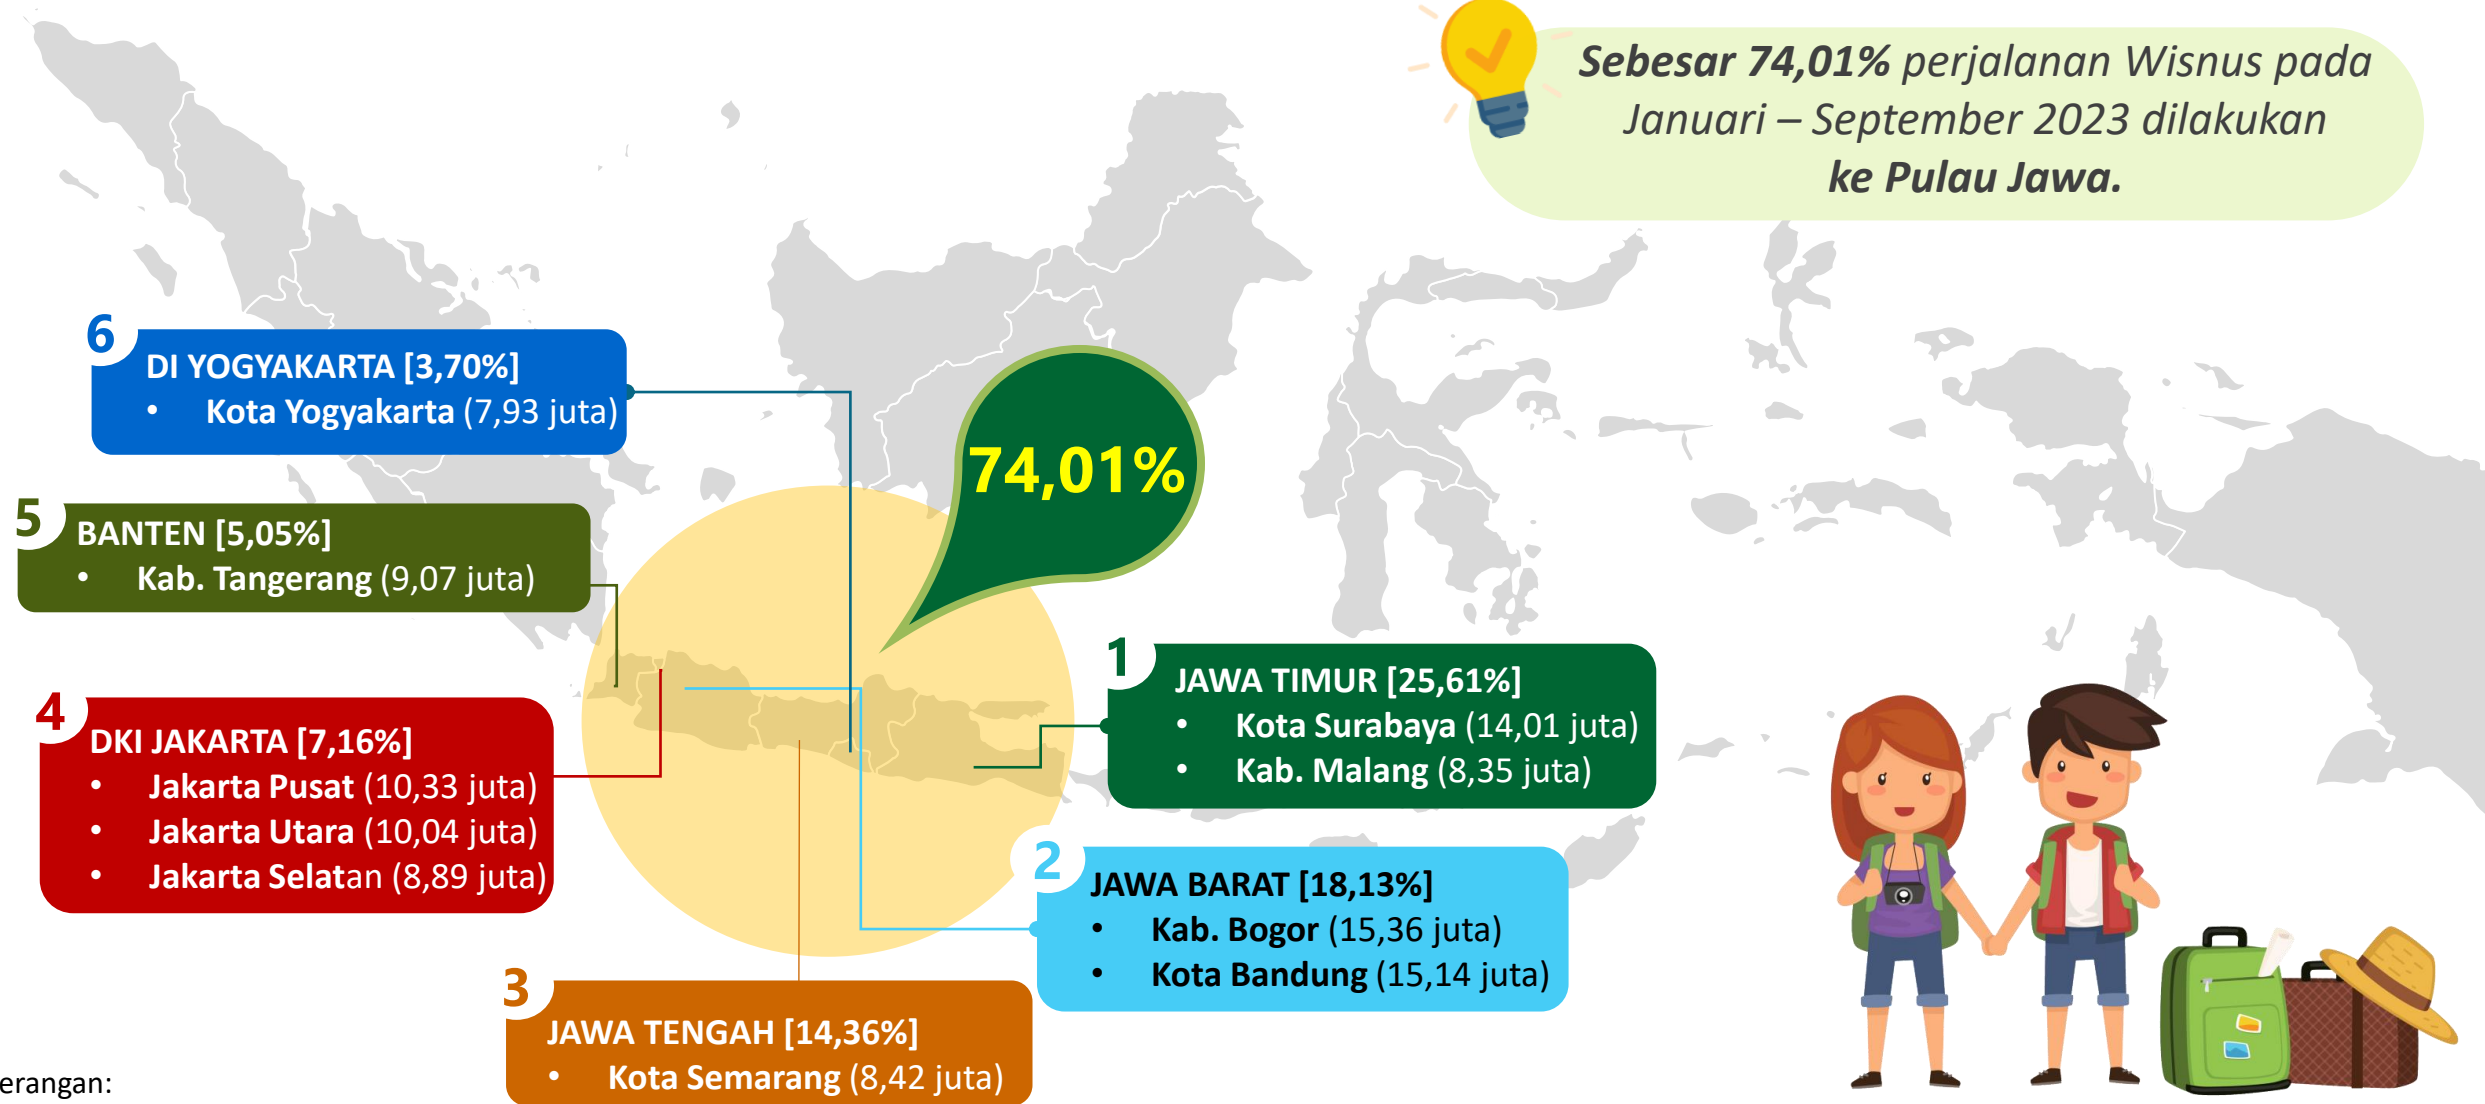 Sebesar 74,01% perjalanan Wisnus pada
Januari – September 2023 dilakukan
ke Pulau Jawa.
6
DI YOGYAKARTA [3,70%]
• Kota Yogyakarta (7,93 juta)
74,01%
5
BANTEN [5,05%]
• Kab. Tangerang (9,07 juta)
1
JAWA TIMUR [25,61%]
• Kota Surabaya (14,01 juta)
• Kab. Malang (8,35 juta)
4
DKI JAKARTA [7,16%]
• Jakarta Pusat (10,33 juta)
• Jakarta Utara (10,04 juta)
• Jakarta Selatan (8,89 juta)
2
JAWA BARAT [18,13%]
• Kab. Bogor (15,36 juta)
• Kota Bandung (15,14 juta)
3
JAWA TENGAH [14,36%]
• Kota Semarang (8,42 juta)
erangan: